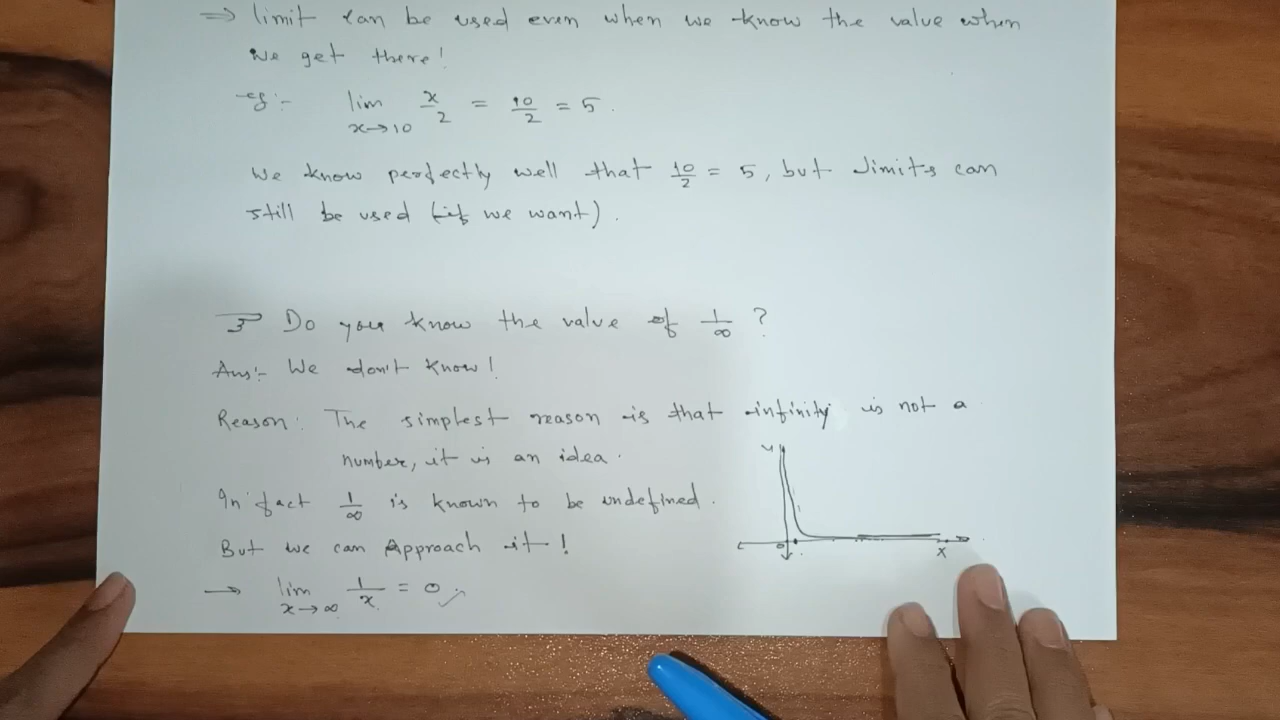 ⇒ limit can be used even when we know the value when
we get there!
eg:- lim x→10 x/2 = 10/2 = 5.
We know perfectly well that 10/2 = 5, but limits can
still be used (if we want).
Do you know the value of 1/∞ ?
Ans:- We don't know!
Reason: The simplest reason is that infinity is not a
number, it is an idea.
In fact 1/∞ is known to be undefined.
But we can Approach it!
→ lim x→∞ 1/x = 0
y
0
x